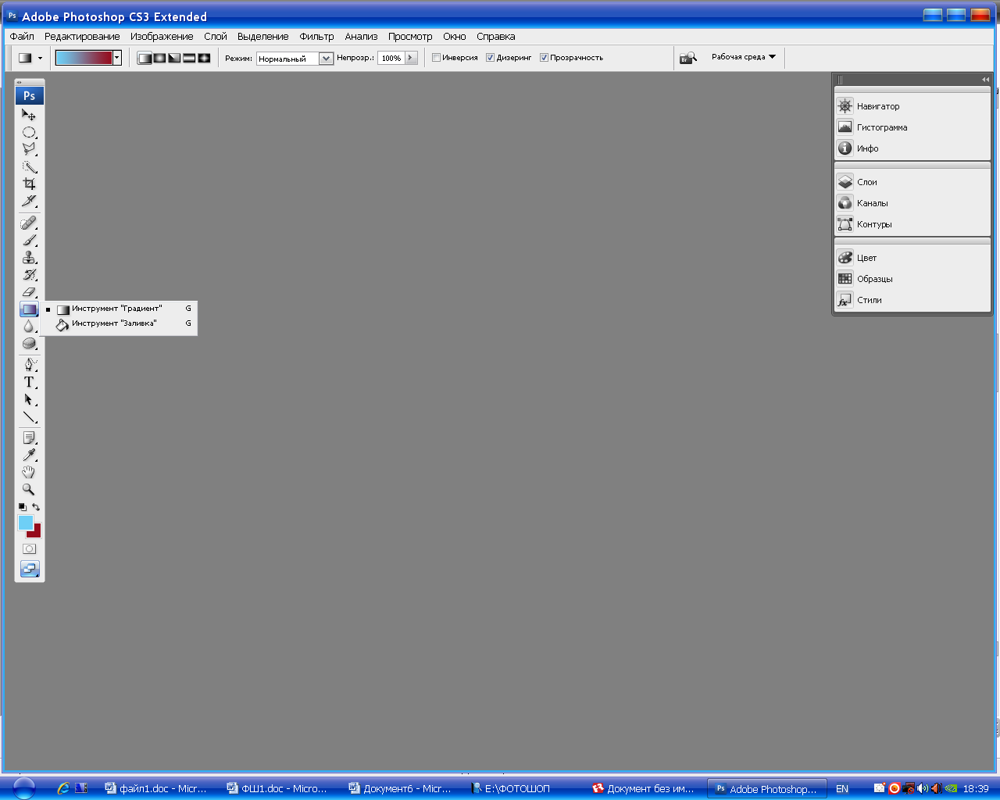 Ps Adobe Photoshop CS3 Extended
Файл Редактирование Изображение Слой Выделение Фильтр Анализ Просмотр Окно Справка
Режим: Нормальный Непрозр.: 100% Инверсия Дизеринг Прозрачность Br Рабочая среда
Ps
Навигатор
Гистограмма
Инфо
Слои
Каналы
Контуры
Цвет
Образцы
fx Стили
Инструмент "Градиент" G
Инструмент "Заливка" G
T
файл1.doc - Micr... ФШ1.doc - Micro... Документ6 - Micr... E:\ФОТОШОП Документ без им... Ps Adobe Photoshop... EN 18:39